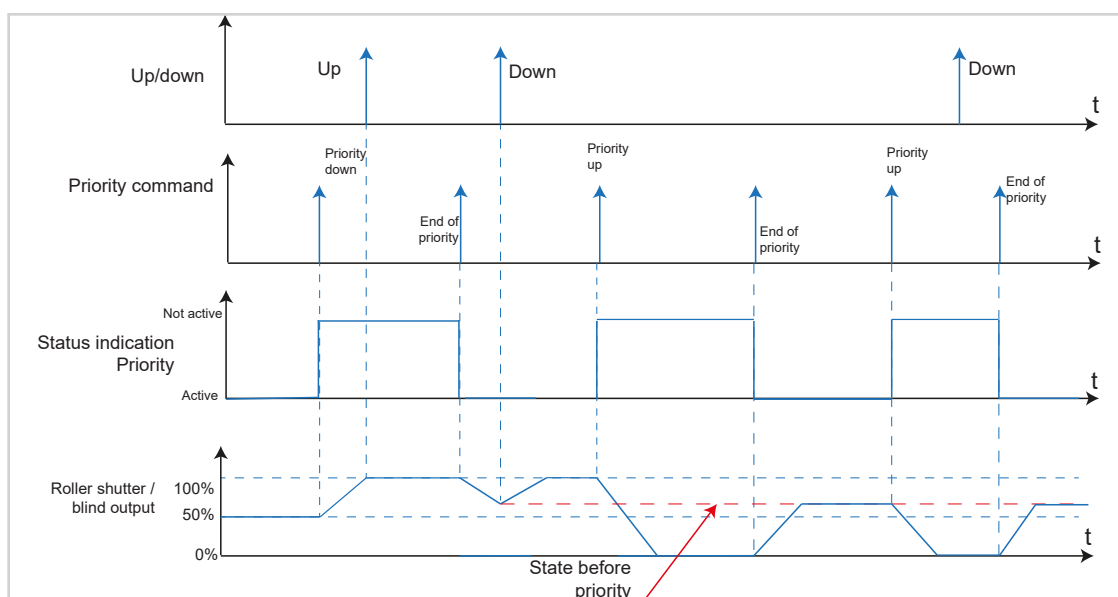 Up/down
Up
Down
Down
t
Priority command
Priority
down
End of
priority
Priority
up
End of
priority
Priority
up
End of
priority
t
Status indication
Priority
Not active
Active
t
Roller shutter /
blind output
100%
50%
0%
t
State before
priority